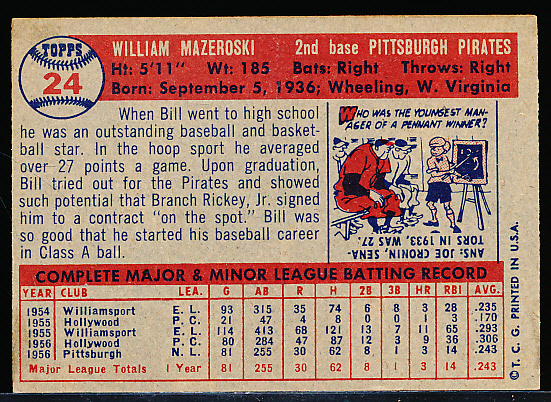 TOPPS
24
WILLIAM MAZEROSKI 2nd base PITTSBURGH PIRATES
Ht: 5'11" Wt: 185 Bats: Right Throws: Right
Born: September 5, 1936; Wheeling, W. Virginia
When Bill went to high school
he was an outstanding baseball and basket-
ball star. In the hoop sport he averaged
over 27 points a game. Upon graduation,
Bill tried out for the Pirates and showed
such potential that Branch Rickey, Jr. signed
him to a contract "on the spot." Bill was
so good that he started his baseball career
in Class A ball.
WHO WAS THE YOUNGEST MAN-
AGER OF A PENNANT WINNER?
ANS: JOE CRONIN, SENA-
TORS IN 1933. WAS 27.
COMPLETE MAJOR & MINOR LEAGUE BATTING RECORD
YEAR CLUB LEA. G AB R H 2B 3B HR RBI AVG.
1954 Williamsport E. L. 93 315 35 74 6 8 3 28 .235
1955 Hollywood P. C. 21 47 4 8 0 0 1 3 .170
1955 Williamsport E. L. 114 413 68 121 13 7 11 65 .293
1956 Hollywood P. C. 80 284 47 87 13 2 9 36 .306
1956 Pittsburgh N. L. 81 255 30 62 8 1 3 14 .243
Major League Totals 1 Year 81 255 30 62 8 1 3 14 .243
© T. C. G. PRINTED IN U.S.A.